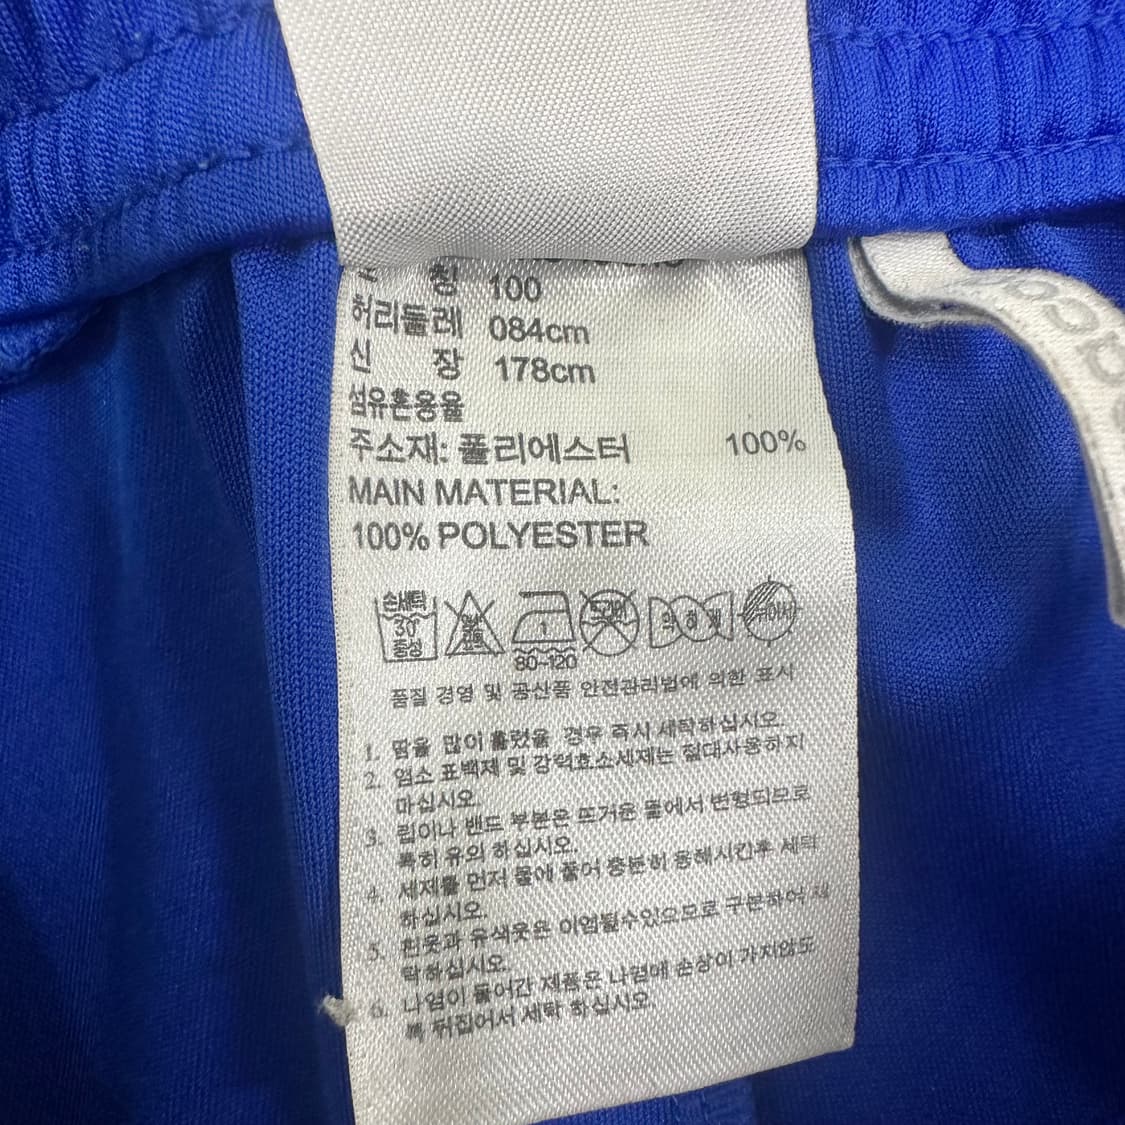 칭 100
허리둘레 084cm
신 장 178cm
섬유혼용율
주소재: 폴리에스터 100%
MAIN MATERIAL:
100% POLYESTER
손세탁
30°
중성
80~120
드라이
약하게
뉘어서
품질 경영 및 공산품 안전관리법에 의한 표시
1. 땀을 많이 흘렸을 경우 즉시 세탁하십시오.
2. 염소 표백제 및 강력효소세제는 절대사용하지
마십시오.
3. 립이나 밴드 부분은 뜨거운 물에서 변형되므로
특히 유의 하십시오.
4. 세제를 먼저 물에 풀어 충분히 용해시킨후 세탁
하십시오.
5. 흰옷과 유색옷은 이염될수있으므로 구분하여 세
탁하십시오.
6. 나염이 들어간 제품은 나염에 손상이 가지않도
록 뒤집어서 세탁 하십시오